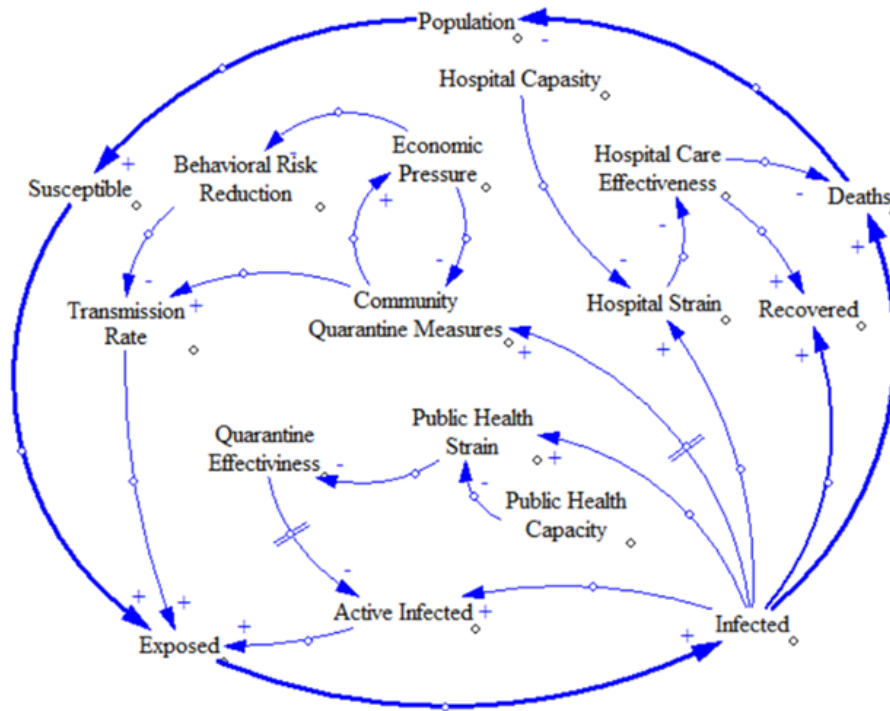 Population
Hospital Capasity
Economic
Pressure
Behavioral Risk
Reduction
Hospital Care
Effectiveness
Susceptible
Deaths
Transmission
Rate
Community
Quarantine Measures
Hospital Strain
Recovered
Quarantine
Effectiviness
Public Health
Strain
Public Health
Capacity
Active Infected
Infected
Exposed